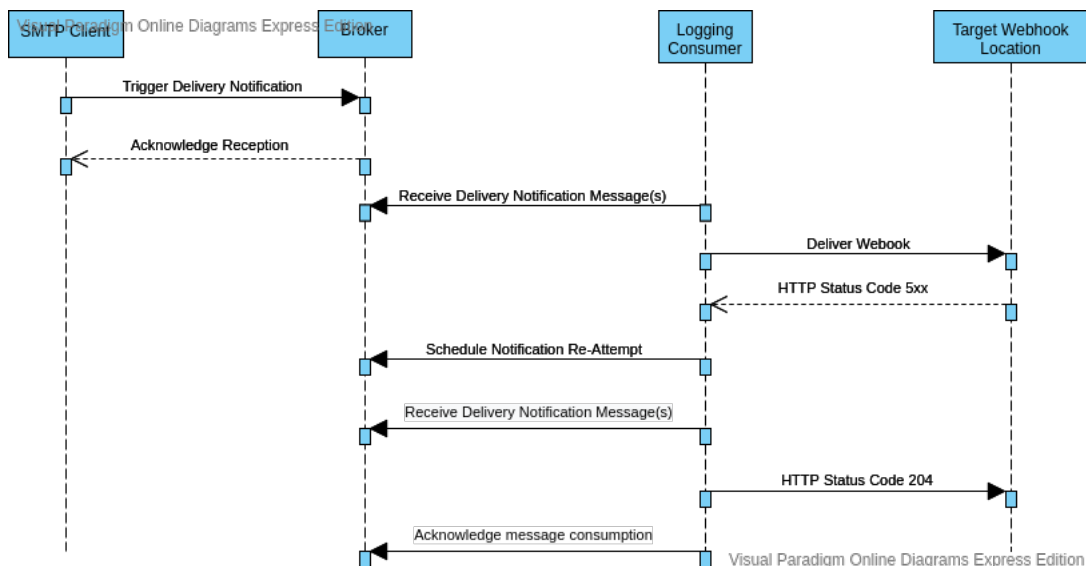 Visual Paradigm Online Diagrams Express Edition
SMTP Client
Broker
Logging
Consumer
Target Webhook
Location
Trigger Delivery Notification
Acknowledge Reception
Receive Delivery Notification Message(s)
Deliver Webook
HTTP Status Code 5xx
Schedule Notification Re-Attempt
Receive Delivery Notification Message(s)
HTTP Status Code 204
Acknowledge message consumption
Visual Paradigm Online Diagrams Express Edition